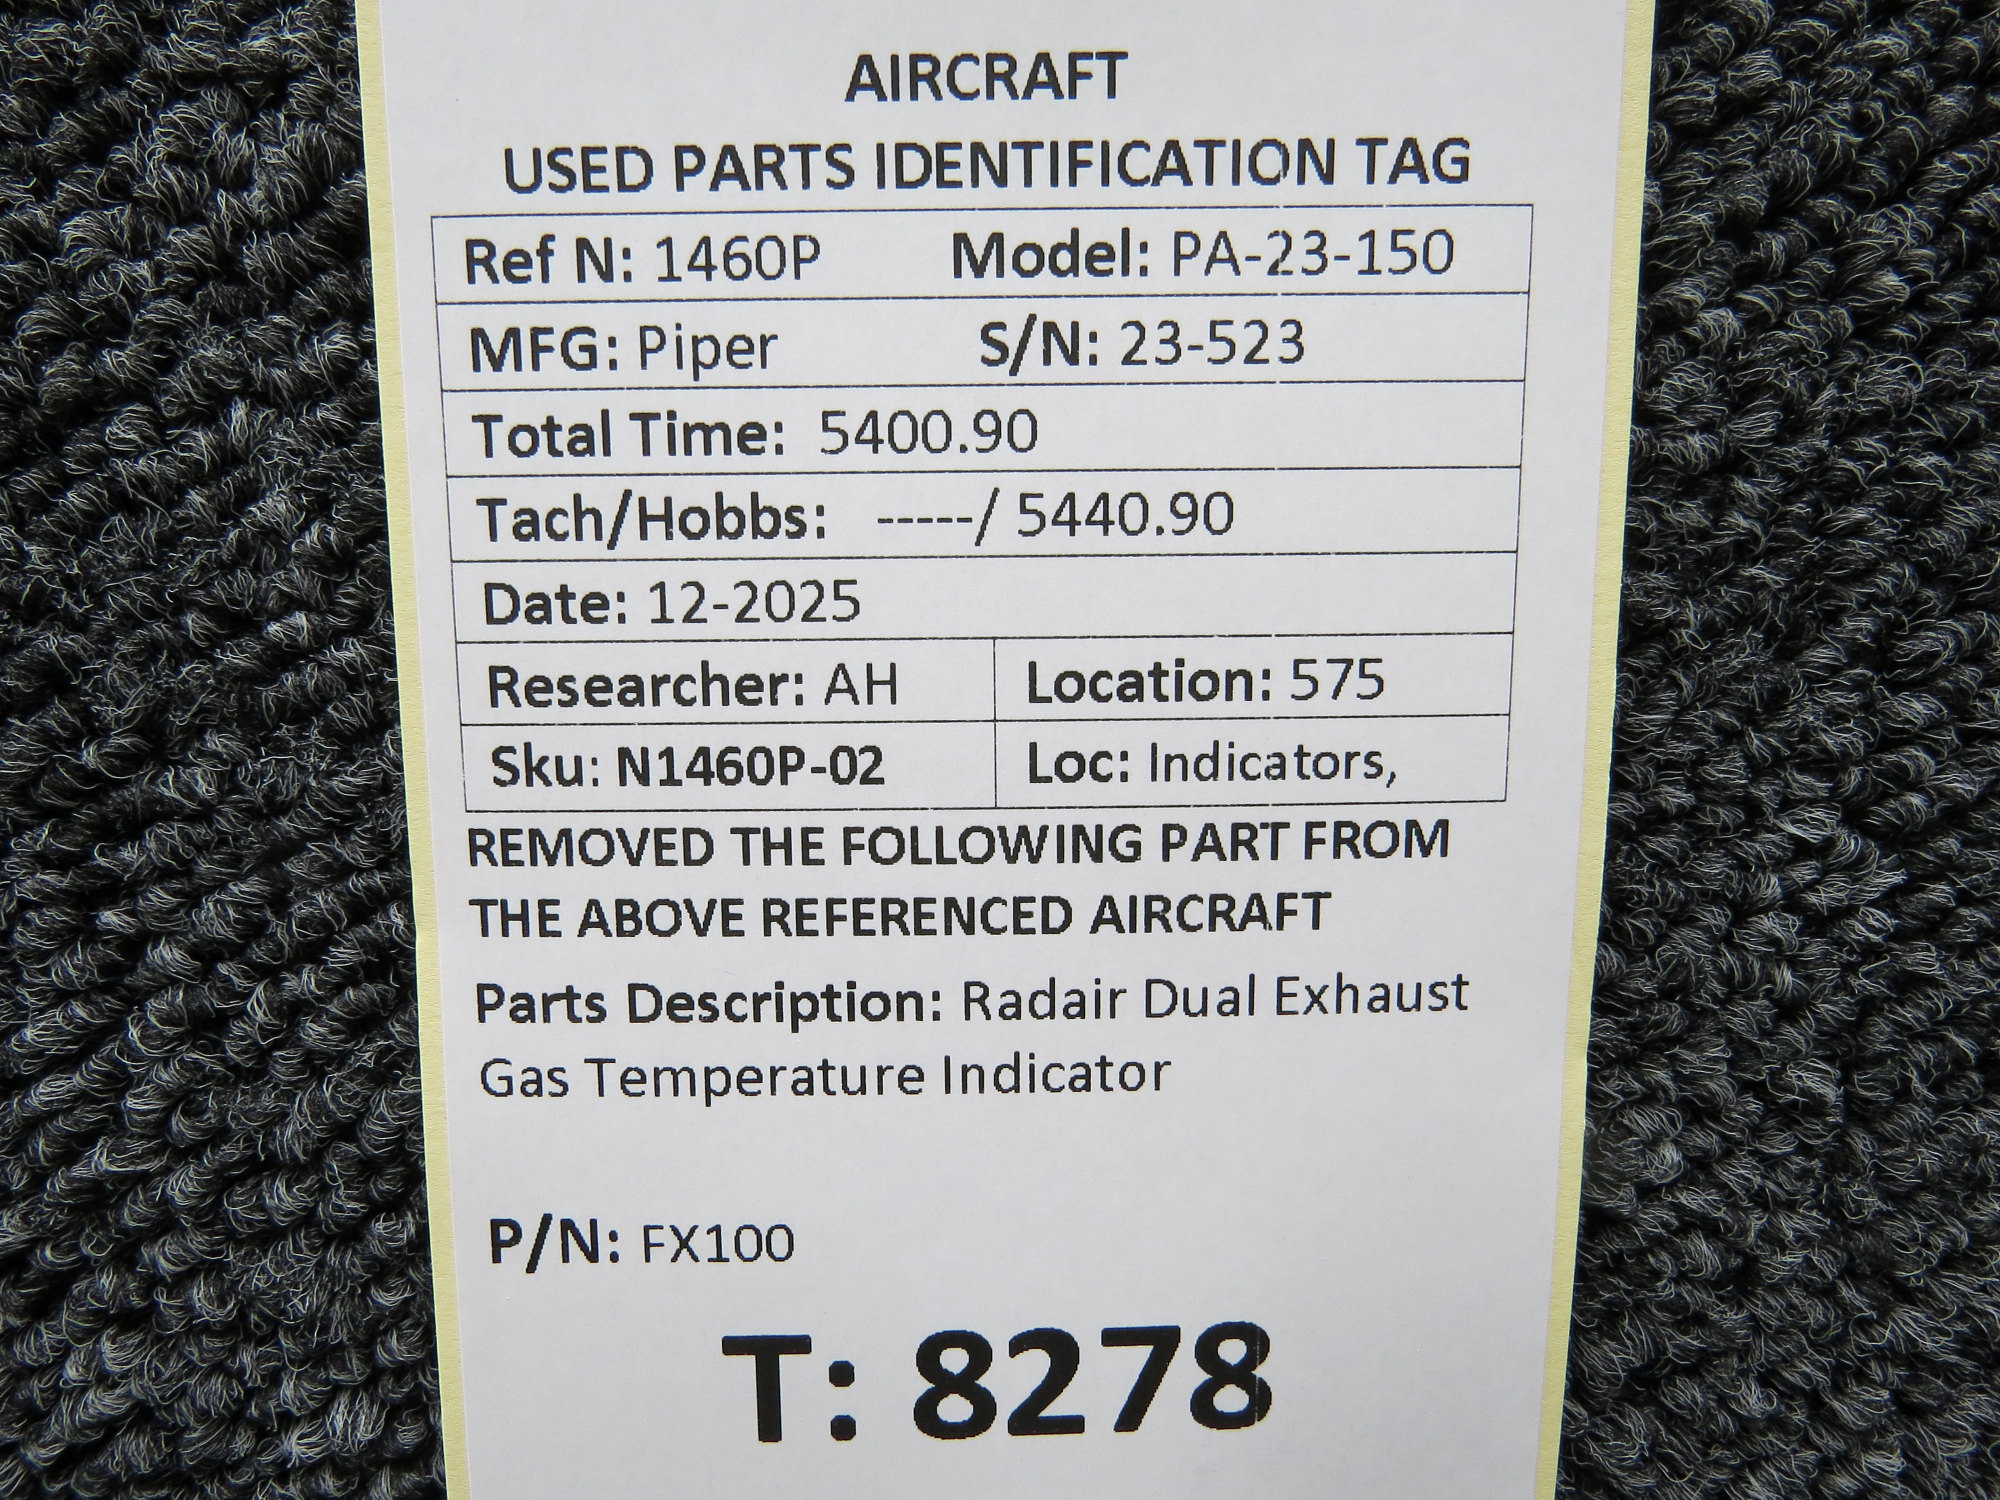 AIRCRAFT
USED PARTS IDENTIFICATION TAG
Ref N: 1460P Model: PA-23-150
MFG: Piper S/N: 23-523
Total Time: 5400.90
Tach/Hobbs: -----/ 5440.90
Date: 12-2025
Researcher: AH Location: 575
Sku: N1460P-02 Loc: Indicators,
REMOVED THE FOLLOWING PART FROM
THE ABOVE REFERENCED AIRCRAFT
Parts Description: Radair Dual Exhaust
Gas Temperature Indicator
P/N: FX100
T: 8278